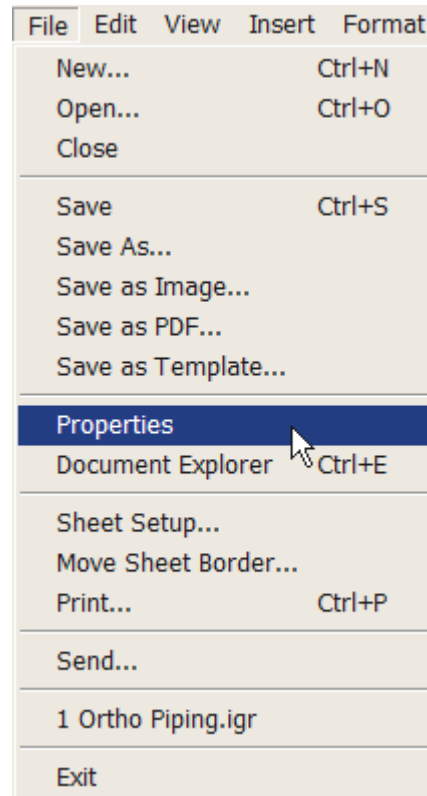 File Edit View Insert Format
New... Ctrl+N
Open... Ctrl+O
Close
Save Ctrl+S
Save As...
Save as Image...
Save as PDF...
Save as Template...
Properties
Document Explorer Ctrl+E
Sheet Setup...
Move Sheet Border...
Print... Ctrl+P
Send...
1 Ortho Piping.igr
Exit